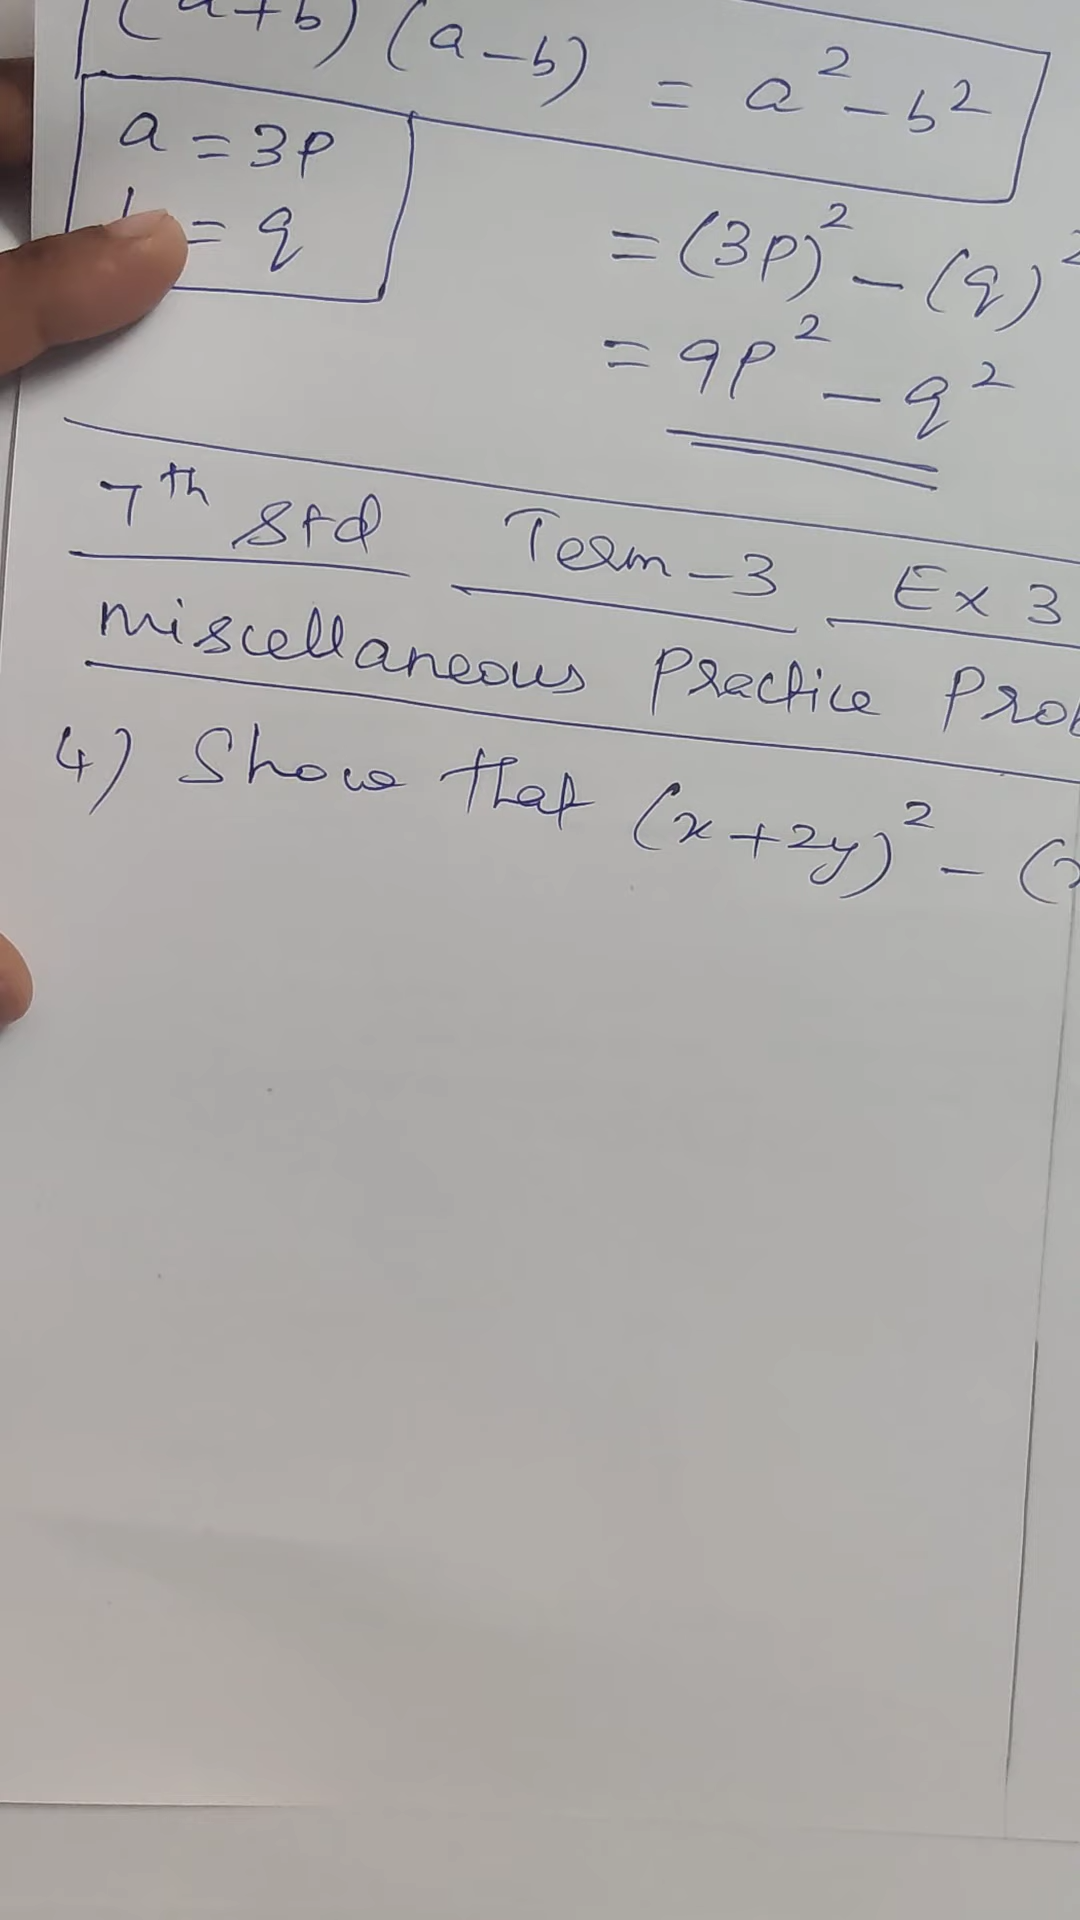 (a+b) (a-b) = a² - b²
a = 3p
= q
= (3p)² - (q)²
= 9p² - q²
7th Std Term-3 Ex 3
miscellaneous Practice
4) Show that (x+2y)² - (